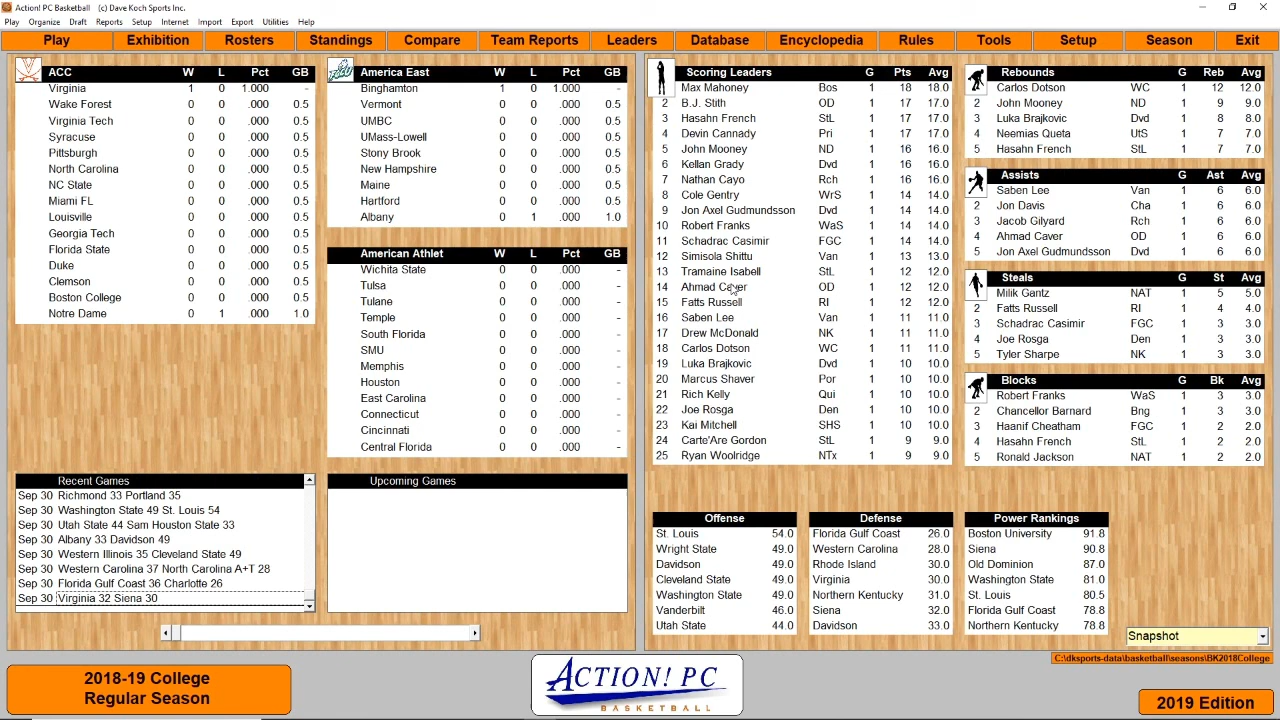 Action! PC Basketball (c) Dave Koch Sports Inc.
Play Organize Draft Reports Setup Internet Import Export Utilities Help
Play Exhibition Rosters Standings Compare Team Reports Leaders Database Encyclopedia Rules Tools Setup Season Exit
ACC W L Pct GB
Virginia 1 0 1.000 -
Wake Forest 0 0 .000 0.5
Virginia Tech 0 0 .000 0.5
Syracuse 0 0 .000 0.5
Pittsburgh 0 0 .000 0.5
North Carolina 0 0 .000 0.5
NC State 0 0 .000 0.5
Miami FL 0 0 .000 0.5
Louisville 0 0 .000 0.5
Georgia Tech 0 0 .000 0.5
Florida State 0 0 .000 0.5
Duke 0 0 .000 0.5
Clemson 0 0 .000 0.5
Boston College 0 0 .000 0.5
Notre Dame 0 1 .000 1.0
America East W L Pct GB
Binghamton 1 0 1.000 -
Vermont 0 0 .000 0.5
UMBC 0 0 .000 0.5
UMass-Lowell 0 0 .000 0.5
Stony Brook 0 0 .000 0.5
New Hampshire 0 0 .000 0.5
Maine 0 0 .000 0.5
Hartford 0 0 .000 0.5
Albany 0 1 .000 1.0
American Athlet W L Pct GB
Wichita State 0 0 .000 -
Tulsa 0 0 .000 -
Tulane 0 0 .000 -
Temple 0 0 .000 -
South Florida 0 0 .000 -
SMU 0 0 .000 -
Memphis 0 0 .000 -
Houston 0 0 .000 -
East Carolina 0 0 .000 -
Connecticut 0 0 .000 -
Cincinnati 0 0 .000 -
Central Florida 0 0 .000 -
Recent Games
Sep 30 Richmond 33 Portland 35
Sep 30 Washington State 49 St. Louis 54
Sep 30 Utah State 44 Sam Houston State 33
Sep 30 Albany 33 Davidson 49
Sep 30 Western Illinois 35 Cleveland State 49
Sep 30 Western Carolina 37 North Carolina A+T 28
Sep 30 Florida Gulf Coast 36 Charlotte 26
Sep 30 Virginia 32 Siena 30
Upcoming Games
Scoring Leaders G Pts Avg
Max Mahoney Bos 1 18 18.0
2 B.J. Stith OD 1 17 17.0
3 Hasahn French StL 1 17 17.0
4 Devin Cannady Pri 1 17 17.0
5 John Mooney ND 1 16 16.0
6 Kellan Grady Dvd 1 16 16.0
7 Nathan Cayo Rch 1 16 16.0
8 Cole Gentry WrS 1 14 14.0
9 Jon Axel Gudmundsson Dvd 1 14 14.0
10 Robert Franks WaS 1 14 14.0
11 Schadrac Casimir FGC 1 14 14.0
12 Simisola Shittu Van 1 13 13.0
13 Tramaine Isabell StL 1 12 12.0
14 Ahmad Caver OD 1 12 12.0
15 Fatts Russell RI 1 12 12.0
16 Saben Lee Van 1 11 11.0
17 Drew McDonald NK 1 11 11.0
18 Carlos Dotson WC 1 11 11.0
19 Luka Brajkovic Dvd 1 10 10.0
20 Marcus Shaver Por 1 10 10.0
21 Rich Kelly Qui 1 10 10.0
22 Joe Rosga Den 1 10 10.0
23 Kai Mitchell SHS 1 10 10.0
24 Carte'Are Gordon StL 1 9 9.0
25 Ryan Woolridge NTx 1 9 9.0
Rebounds G Reb Avg
Carlos Dotson WC 1 12 12.0
2 John Mooney ND 1 9 9.0
3 Luka Brajkovic Dvd 1 8 8.0
4 Neemias Queta UtS 1 7 7.0
5 Hasahn French StL 1 7 7.0
Assists G Ast Avg
Saben Lee Van 1 6 6.0
2 Jon Davis Cha 1 6 6.0
3 Jacob Gilyard Rch 1 6 6.0
4 Ahmad Caver OD 1 6 6.0
5 Jon Axel Gudmundsson Dvd 1 6 6.0
Steals G St Avg
Milik Gantz NAT 1 5 5.0
2 Fatts Russell RI 1 4 4.0
3 Schadrac Casimir FGC 1 3 3.0
4 Joe Rosga Den 1 3 3.0
5 Tyler Sharpe NK 1 3 3.0
Blocks G Bk Avg
Robert Franks WaS 1 3 3.0
2 Chancellor Barnard Bng 1 3 3.0
3 Haanif Cheatham FGC 1 2 2.0
4 Hasahn French StL 1 2 2.0
5 Ronald Jackson NAT 1 2 2.0
Offense
St. Louis 54.0
Wright State 49.0
Davidson 49.0
Cleveland State 49.0
Washington State 49.0
Vanderbilt 46.0
Utah State 44.0
Defense
Florida Gulf Coast 26.0
Western Carolina 28.0
Rhode Island 30.0
Virginia 30.0
Northern Kentucky 31.0
Siena 32.0
Davidson 33.0
Power Rankings
Boston University 91.8
Siena 90.8
Old Dominion 87.0
Washington State 81.0
St. Louis 80.5
Florida Gulf Coast 78.8
Northern Kentucky 78.8
Snapshot
C:\dksports-data\basketball\seasons\BK2018College
2018-19 College
Regular Season
ACTION! PC
BASKETBALL
2019 Edition